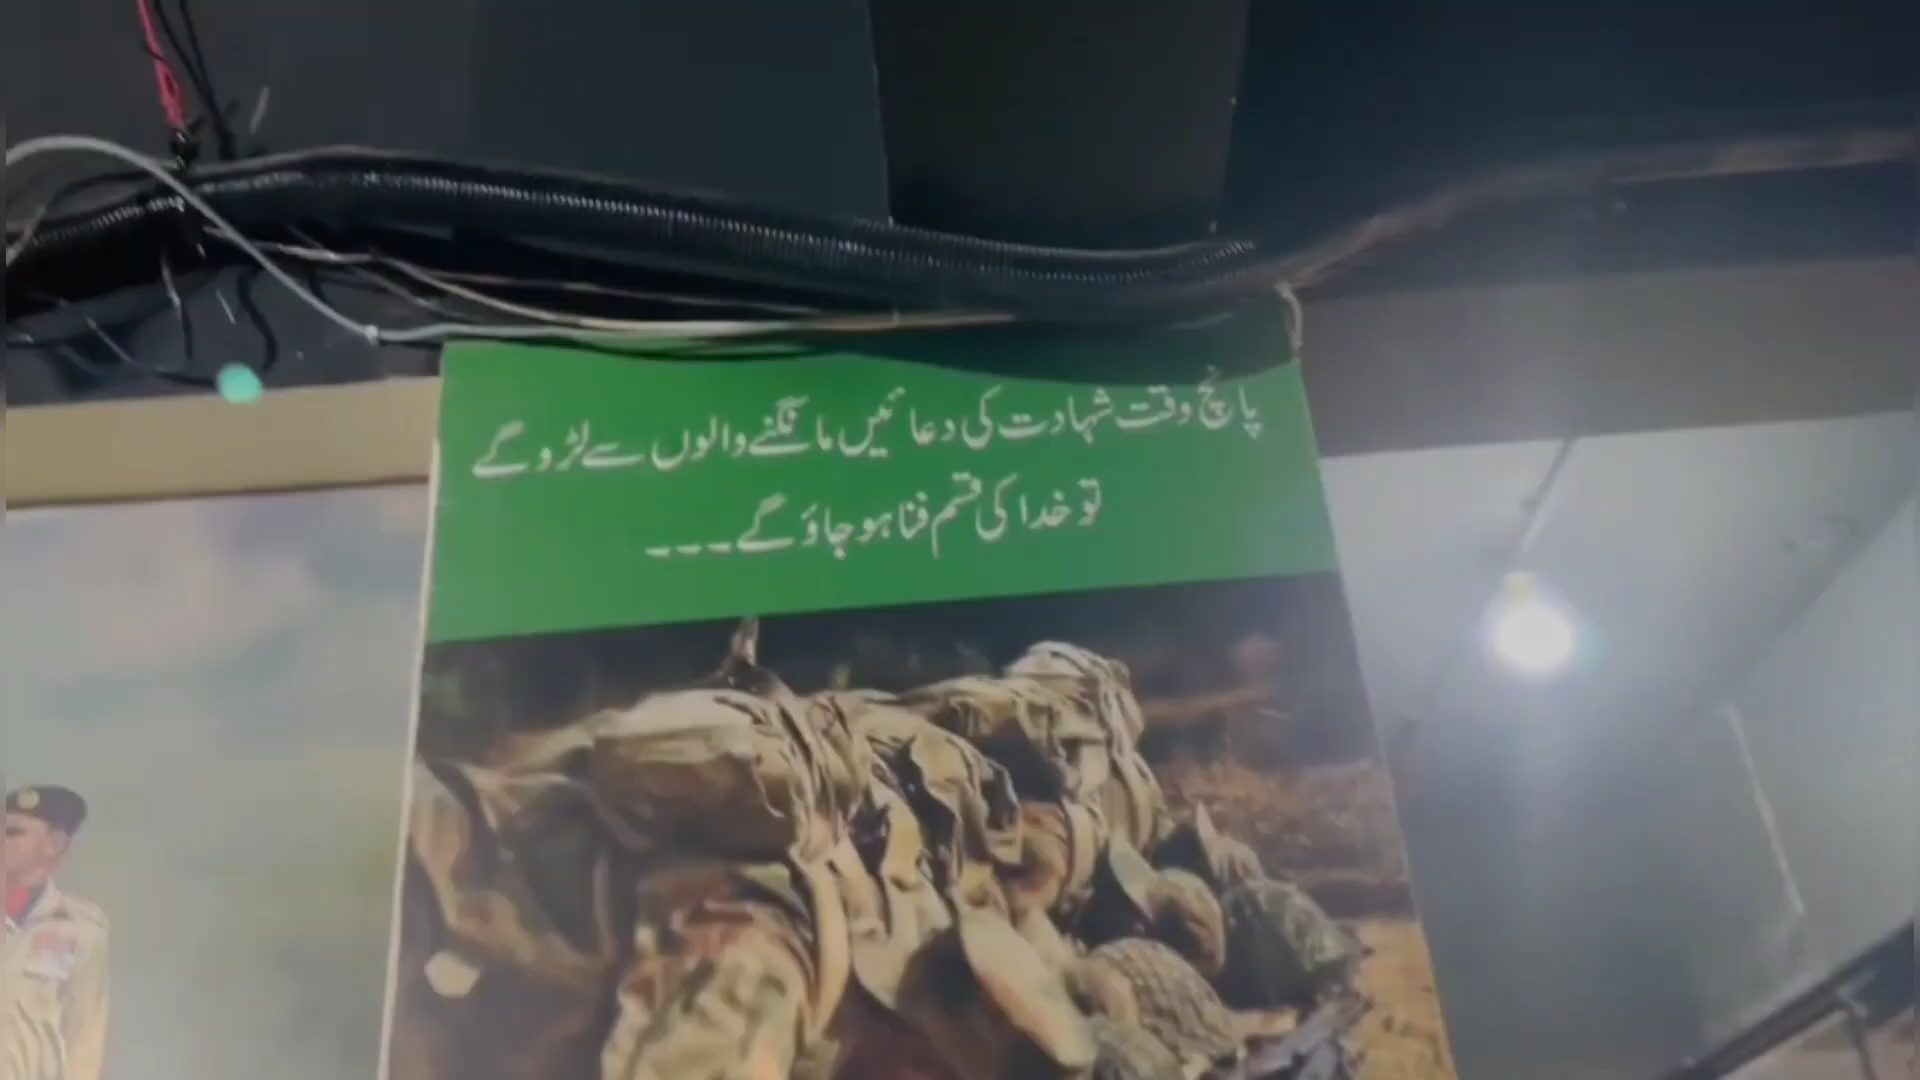 پانچ وقت شہادت کی دعائیں مانگنے والوں سے لڑو گے
تو خدا کی قسم فنا ہو جاؤ گے۔۔۔